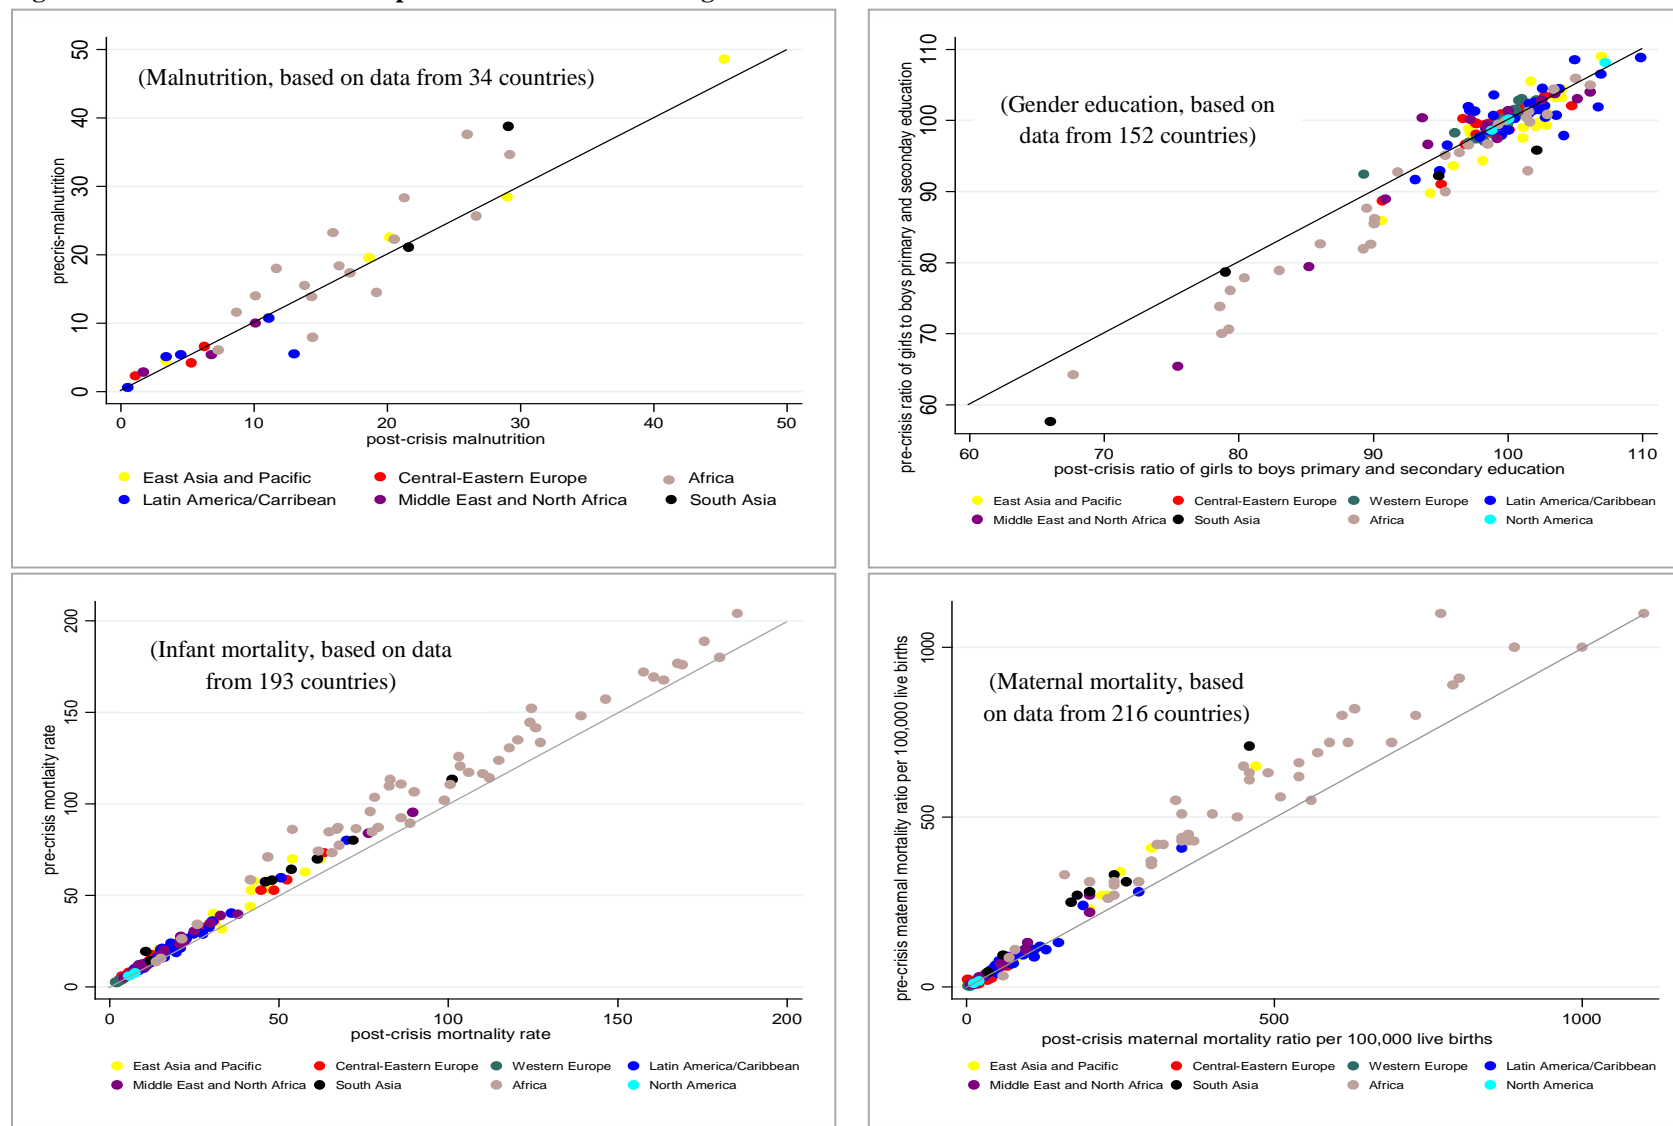 50
40
30
20
10
0
precris-malnutrition
(Malnutrition, based on data from 34 countries)
0 10 20 30 40 50
post-crisis malnutrition
East Asia and Pacific Central-Eastern Europe Africa
Latin America/Carribean Middle East and North Africa South Asia
110
100
90
80
70
60
pre-crisis ratio of girls to boys primary and secondary education
(Gender education, based on
data from 152 countries)
60 70 80 90 100 110
post-crisis ratio of girls to boys primary and secondary education
East Asia and Pacific Central-Eastern Europe Western Europe Latin America/Caribbean
Middle East and North Africa South Asia Africa North America
200
150
100
50
0
pre-crisis mortlaity rate
(Infant mortality, based on data
from 193 countries)
0 50 100 150 200
post-crisis mortnality rate
East Asia and Pacific Central-Eastern Europe Western Europe Latin America/Caribbean
Middle East and North Africa South Asia Africa North America
1000
500
0
pre-crisis maternal mortality ratio per 100,000 live births
(Maternal mortality, based
on data from 216 countries)
0 500 1000
post-crisis maternal mortality ratio per 100,000 live births
East Asia and Pacific Central-Eastern Europe Western Europe Latin America/Caribbean
Middle East and North Africa South Asia Africa North America